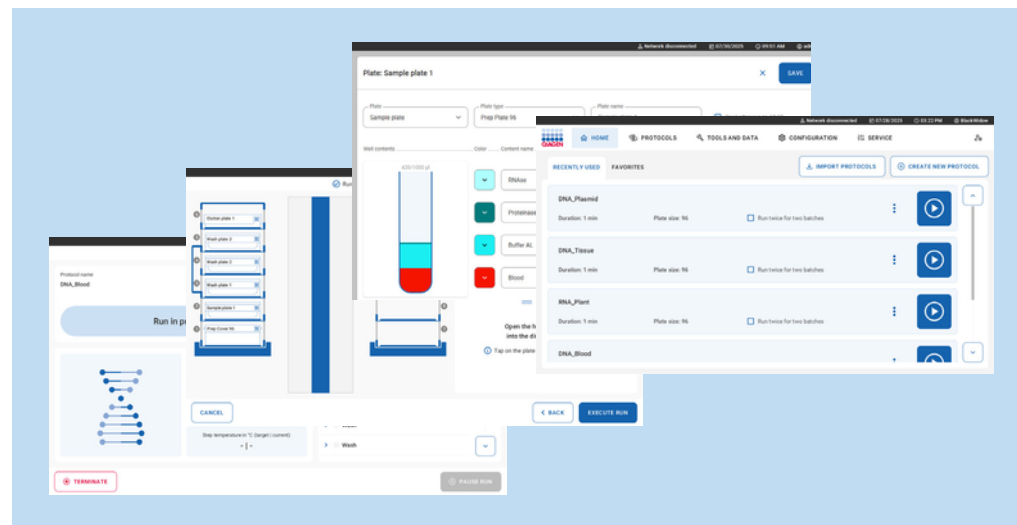 Network disconnected 07/30/2025 09:51 AM
Plate: Sample plate 1
SAVE
Plate
Sample plate
Plate type
Prep Plate 96
Plate name
Well contents
Color
Content name
420/1000 µl
RNAse
Proteinase
Buffer AL
Blood
Network disconnected 07/28/2025 03:22 PM BlackWidow
QIAGEN
HOME
PROTOCOLS
TOOLS AND DATA
CONFIGURATION
SERVICE
RECENTLY USED
FAVORITES
IMPORT PROTOCOLS
CREATE NEW PROTOCOL
DNA_Plasmid
Duration: 1 min
Plate size: 96
Run twice for two batches
DNA_Tissue
Duration: 1 min
Plate size: 96
Run twice for two batches
RNA_Plant
Duration: 1 min
Plate size: 96
Run twice for two batches
DNA_Blood
Elution plate 1
Wash plate 3
Wash plate 2
Wash plate 1
Sample plate 1
Prep Cover 96
Open the
into the
Tap on the plate
CANCEL
BACK
EXECUTE RUN
Protocol name
DNA_Blood
Run in
Step temperature in °C (target | current)
- | -
Wash
TERMINATE
PAUSE RUN